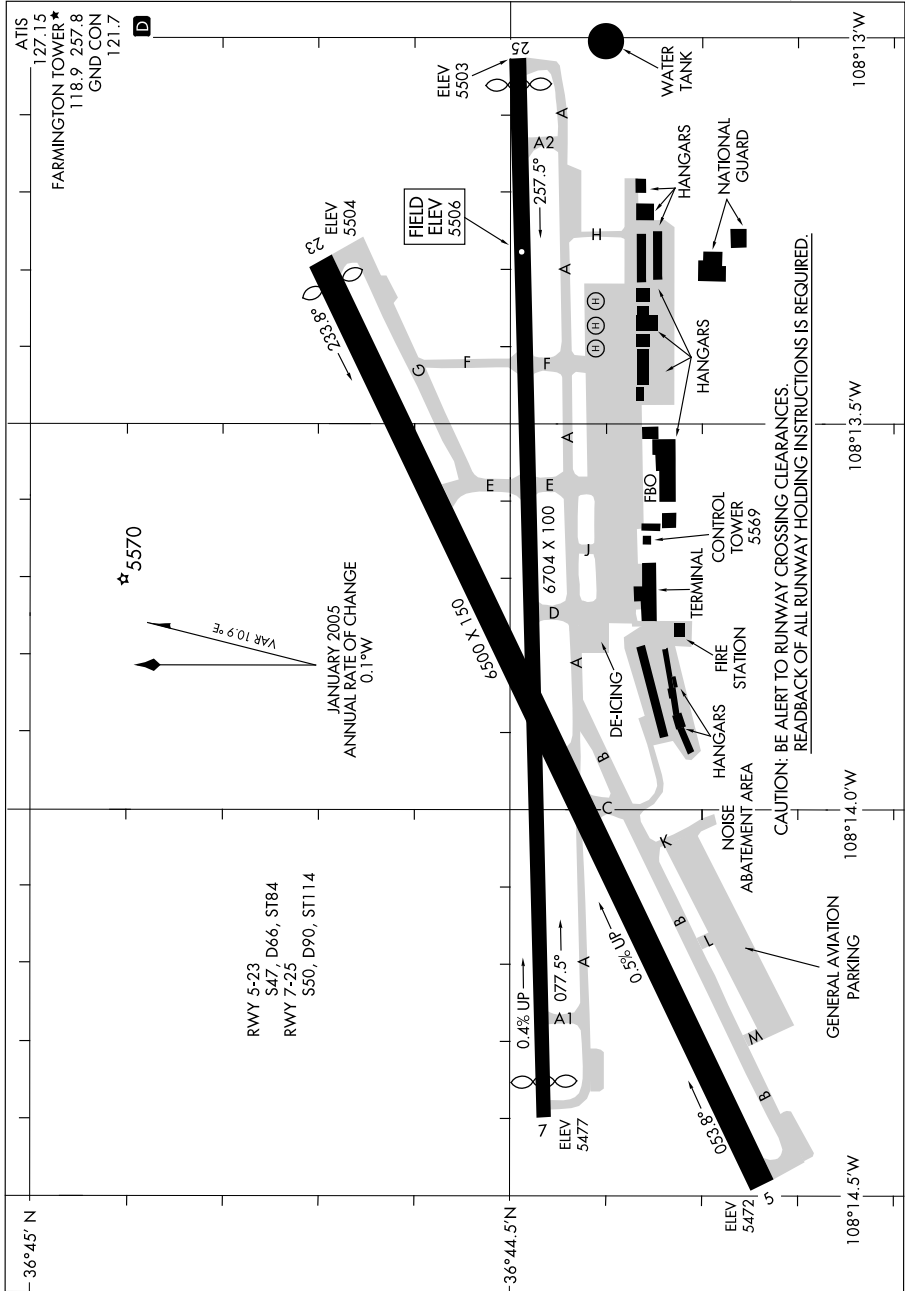 ATIS
127.15
FARMINGTON TOWER★
118.9 257.8
GND CON
121.7
D
36°45' N
36°44.5'N
108°14.5'W
108°14.0'W
108°13.5'W
108°13'W
RWY 5-23
S47, D66, ST84
RWY 7-25
S50, D90, ST114
VAR 10.9°E
JANUARY 2005
ANNUAL RATE OF CHANGE
0.1°W
5570
23
ELEV
5504
233.8°
FIELD
ELEV
5506
ELEV
5503
25
257.5°
A2
A
WATER
TANK
G
F
F
E
E
A
A
H
H
H
H
6500 X 150
6704 X 100
D
J
A
DE-ICING
B
C
0.4% UP
077.5°
A
A1
7
ELEV
5477
0.5% UP
053.8°
5
ELEV
5472
B
W
L
B
K
GENERAL AVIATION
PARKING
NOISE
ABATEMENT AREA
HANGARS
FIRE
STATION
TERMINAL
CONTROL
TOWER
5569
FBO
HANGARS
HANGARS
NATIONAL
GUARD
CAUTION: BE ALERT TO RUNWAY CROSSING CLEARANCES.
READBACK OF ALL RUNWAY HOLDING INSTRUCTIONS IS REQUIRED.